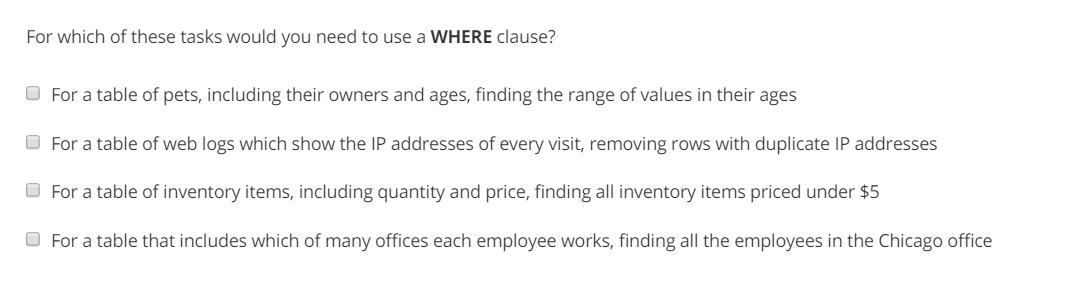 For which of these tasks would you need to use a WHERE clause?
For a table of pets, including their owners and ages, finding the range of values in their ages
For a table of web logs which show the IP addresses of every visit, removing rows with duplicate IP addresses
For a table of inventory items, including quantity and price, finding all inventory items priced under $5
For a table that includes which of many offices each employee works, finding all the employees in the Chicago office